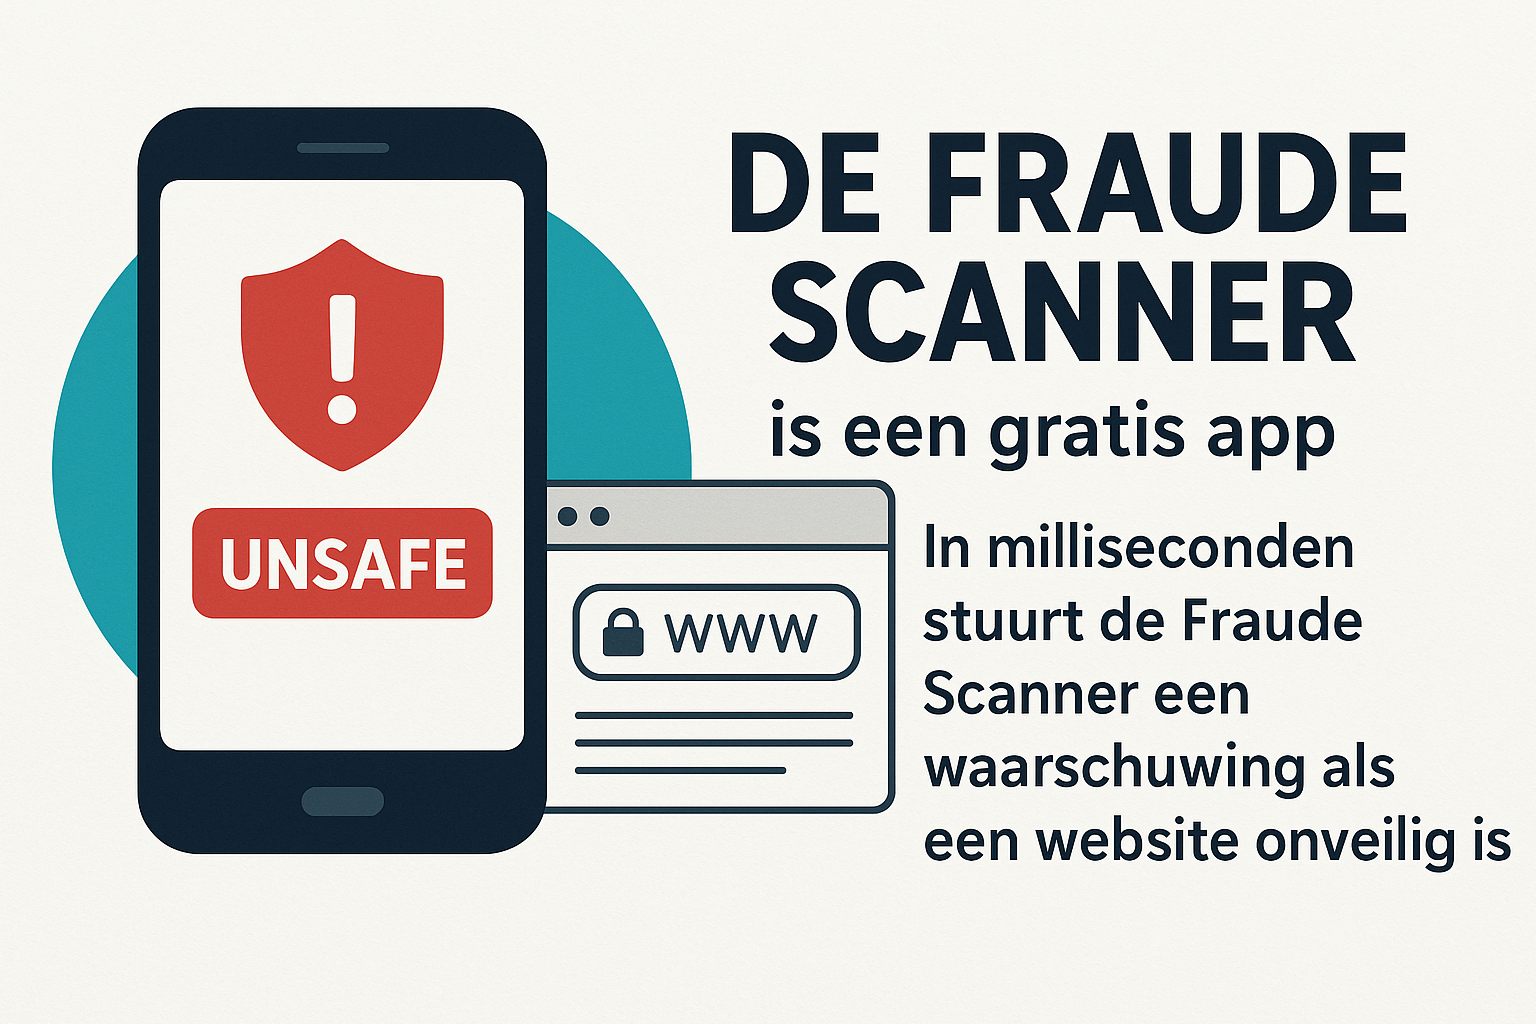 DE FRAUDE
SCANNER
is een gratis app
In milliseconden
stuurt de Fraude
Scanner een
waarschuwing als
een website onveilig is
UNSAFE
WWW